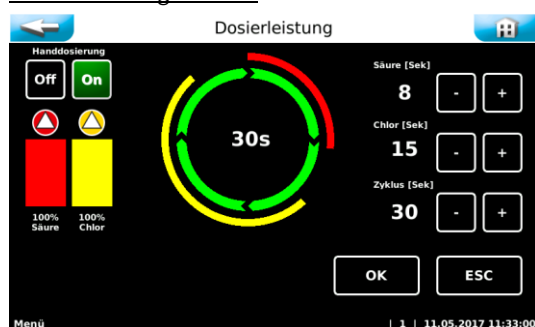 Dosierleistung
Handdosierung
Off On
100% 100%
Säure Chlor
30s
Säure [Sek]
8 - +
Chlor [Sek]
15 - +
Zyklus [Sek]
30 - +
OK ESC
Menü | 1 | 11.05.2017 11:33:00